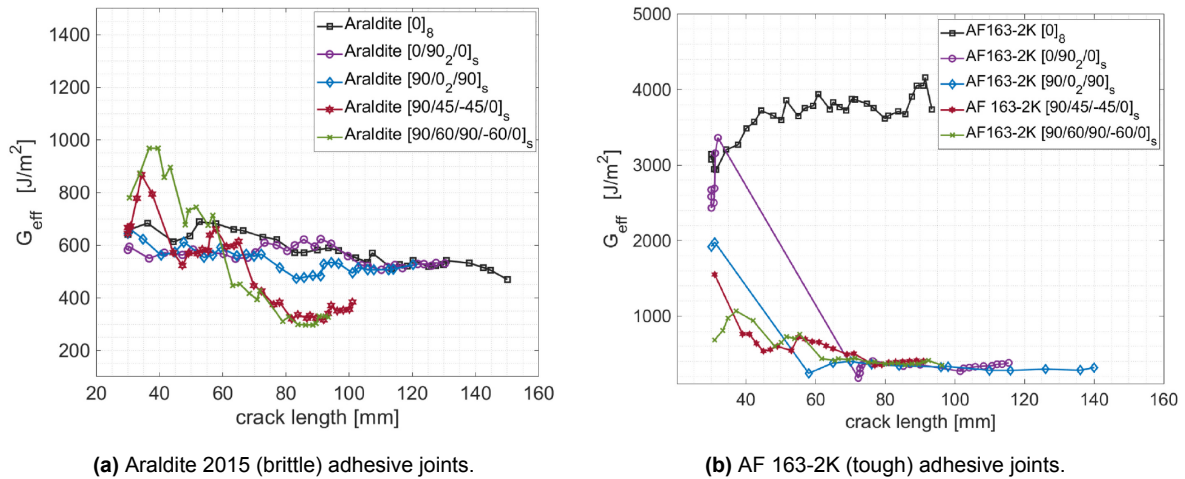 1400
1200
1000
800
600
400
200
20 40 60 80 100 120 140 160
G_eff [J/m²]
crack length [mm]
Araldite [0]₈
Araldite [0/90₂/0]ₛ
Araldite [90/0₂/90]ₛ
Araldite [90/45/-45/0]ₛ
Araldite [90/60/90/-60/0]ₛ
(a) Araldite 2015 (brittle) adhesive joints.
5000
4000
3000
2000
1000
40 60 80 100 120 140 160
G_eff [J/m²]
crack length [mm]
AF163-2K [0]₈
AF163-2K [0/90₂/0]ₛ
AF163-2K [90/0₂/90]ₛ
AF 163-2K [90/45/-45/0]ₛ
AF163-2K [90/60/90/-60/0]ₛ
(b) AF 163-2K (tough) adhesive joints.